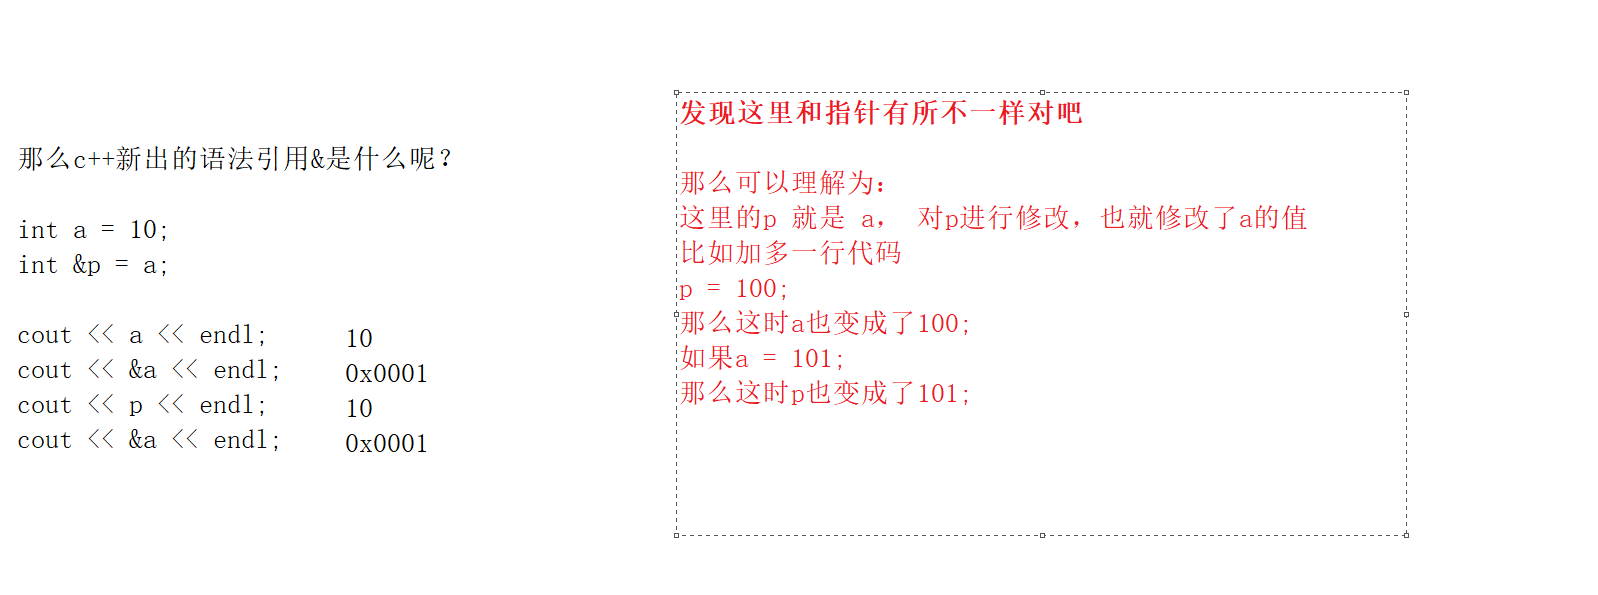 那么c++新出的语法引用&是什么呢？
int a = 10;
int &p = a;
cout << a << endl; 10
cout << &a << endl; 0x0001
cout << p << endl; 10
cout << &a << endl; 0x0001
发现这里和指针有所不一样对吧
那么可以理解为：
这里的p 就是 a， 对p进行修改，也就修改了a的值
比如加多一行代码
p = 100;
那么这时a也变成了100;
如果a = 101;
那么这时p也变成了101;